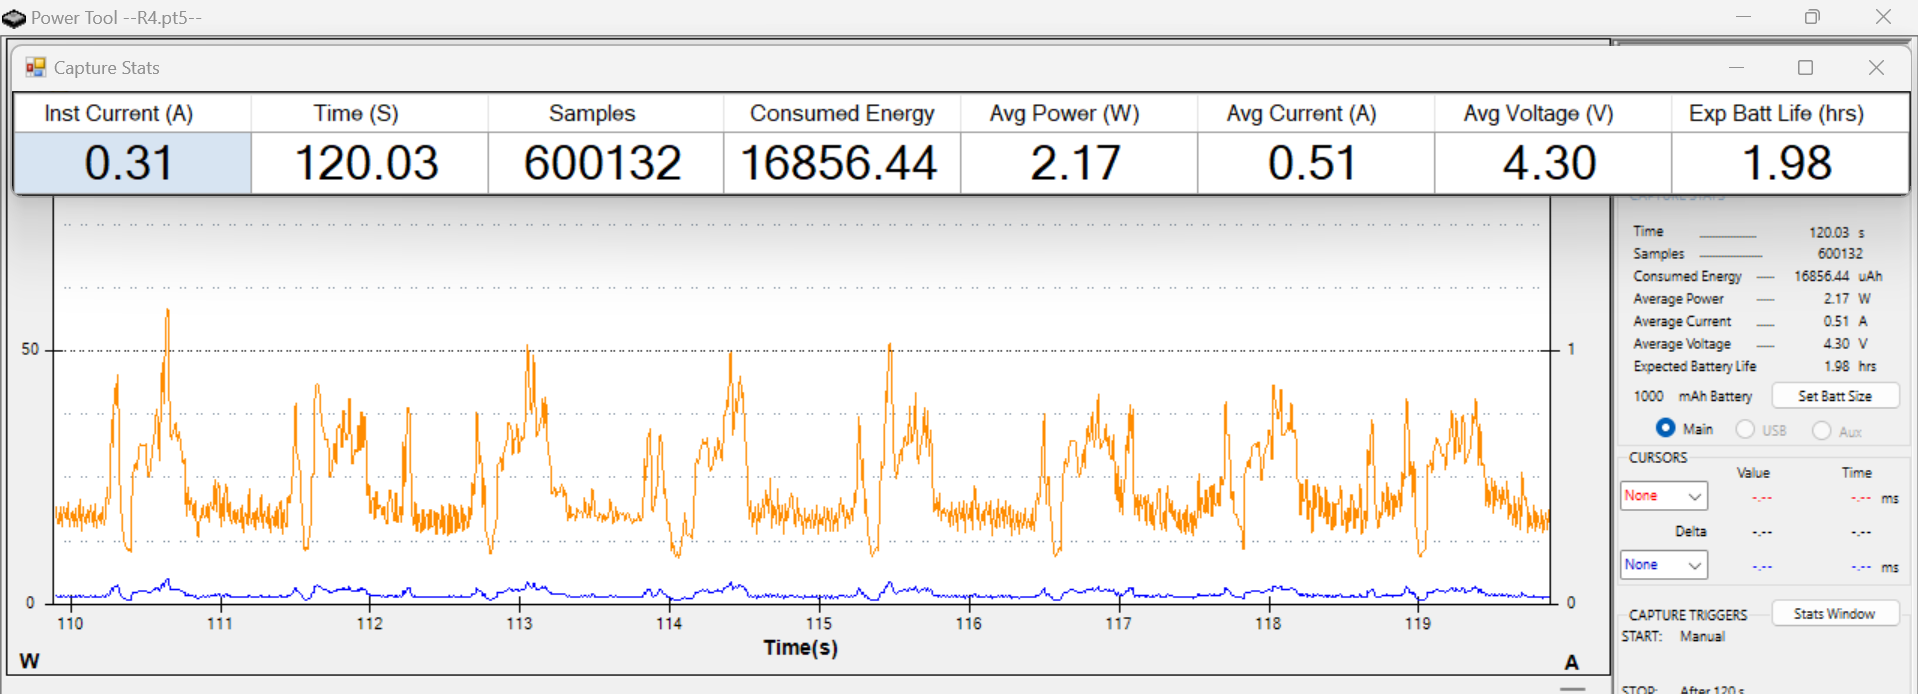 Power Tool --R4.pt5--
Capture Stats
Inst Current (A) Time (S) Samples Consumed Energy Avg Power (W) Avg Current (A) Avg Voltage (V) Exp Batt Life (hrs)
0.31 120.03 600132 16856.44 2.17 0.51 4.30 1.98
CAPTURE STATS
Time 120.03 s
Samples 600132
Consumed Energy 16856.44 uAh
Average Power 2.17 W
Average Current 0.51 A
Average Voltage 4.30 V
Expected Battery Life 1.98 hrs
1000 mAh Battery Set Batt Size
Main USB Aux
CURSORS
Value Time
None -.-- -.-- ms
Delta -.-- -.--
None -.-- -.-- ms
CAPTURE TRIGGERS Stats Window
START: Manual
STOP: After 120 s
50 1
0 0
110 111 112 113 114 115 116 117 118 119
Time(s)
W A